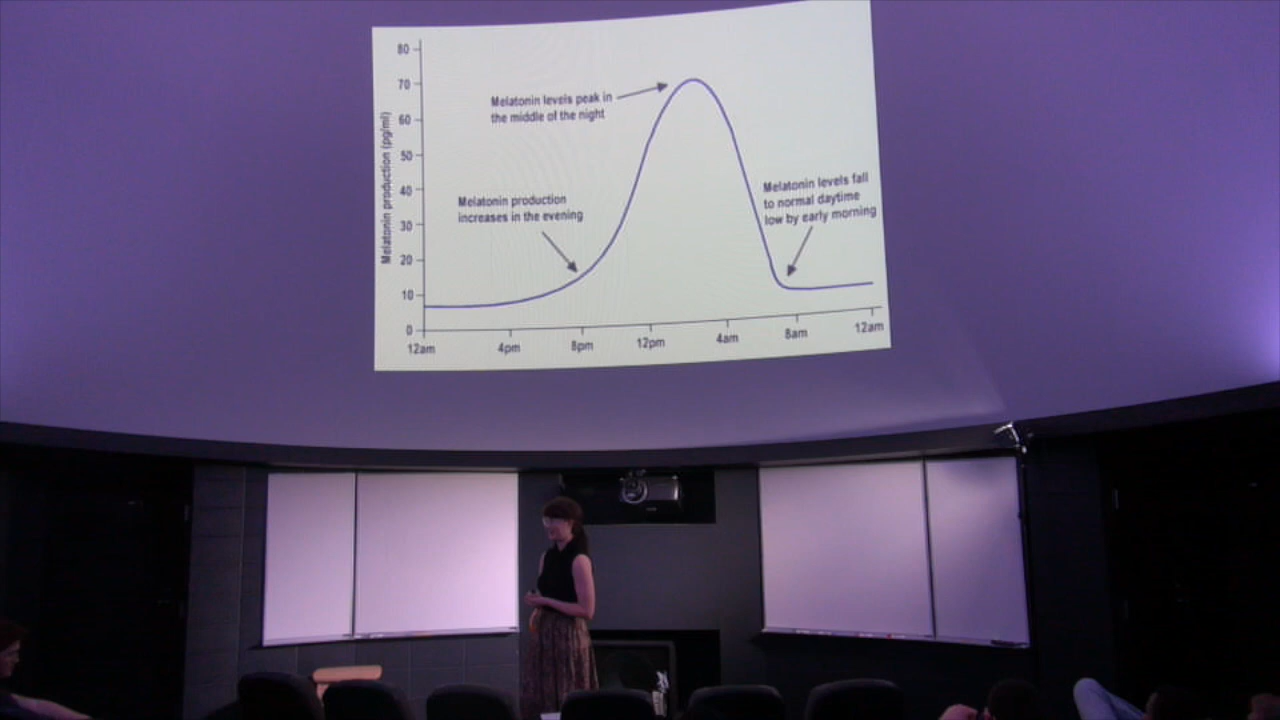 80
70
60
50
40
30
20
10
0
Melatonin production (pg/ml)
Melatonin levels peak in
the middle of the night
Melatonin production
increases in the evening
Melatonin levels fall
to normal daytime
low by early morning
12am
4pm
8pm
12pm
4am
8am
12am